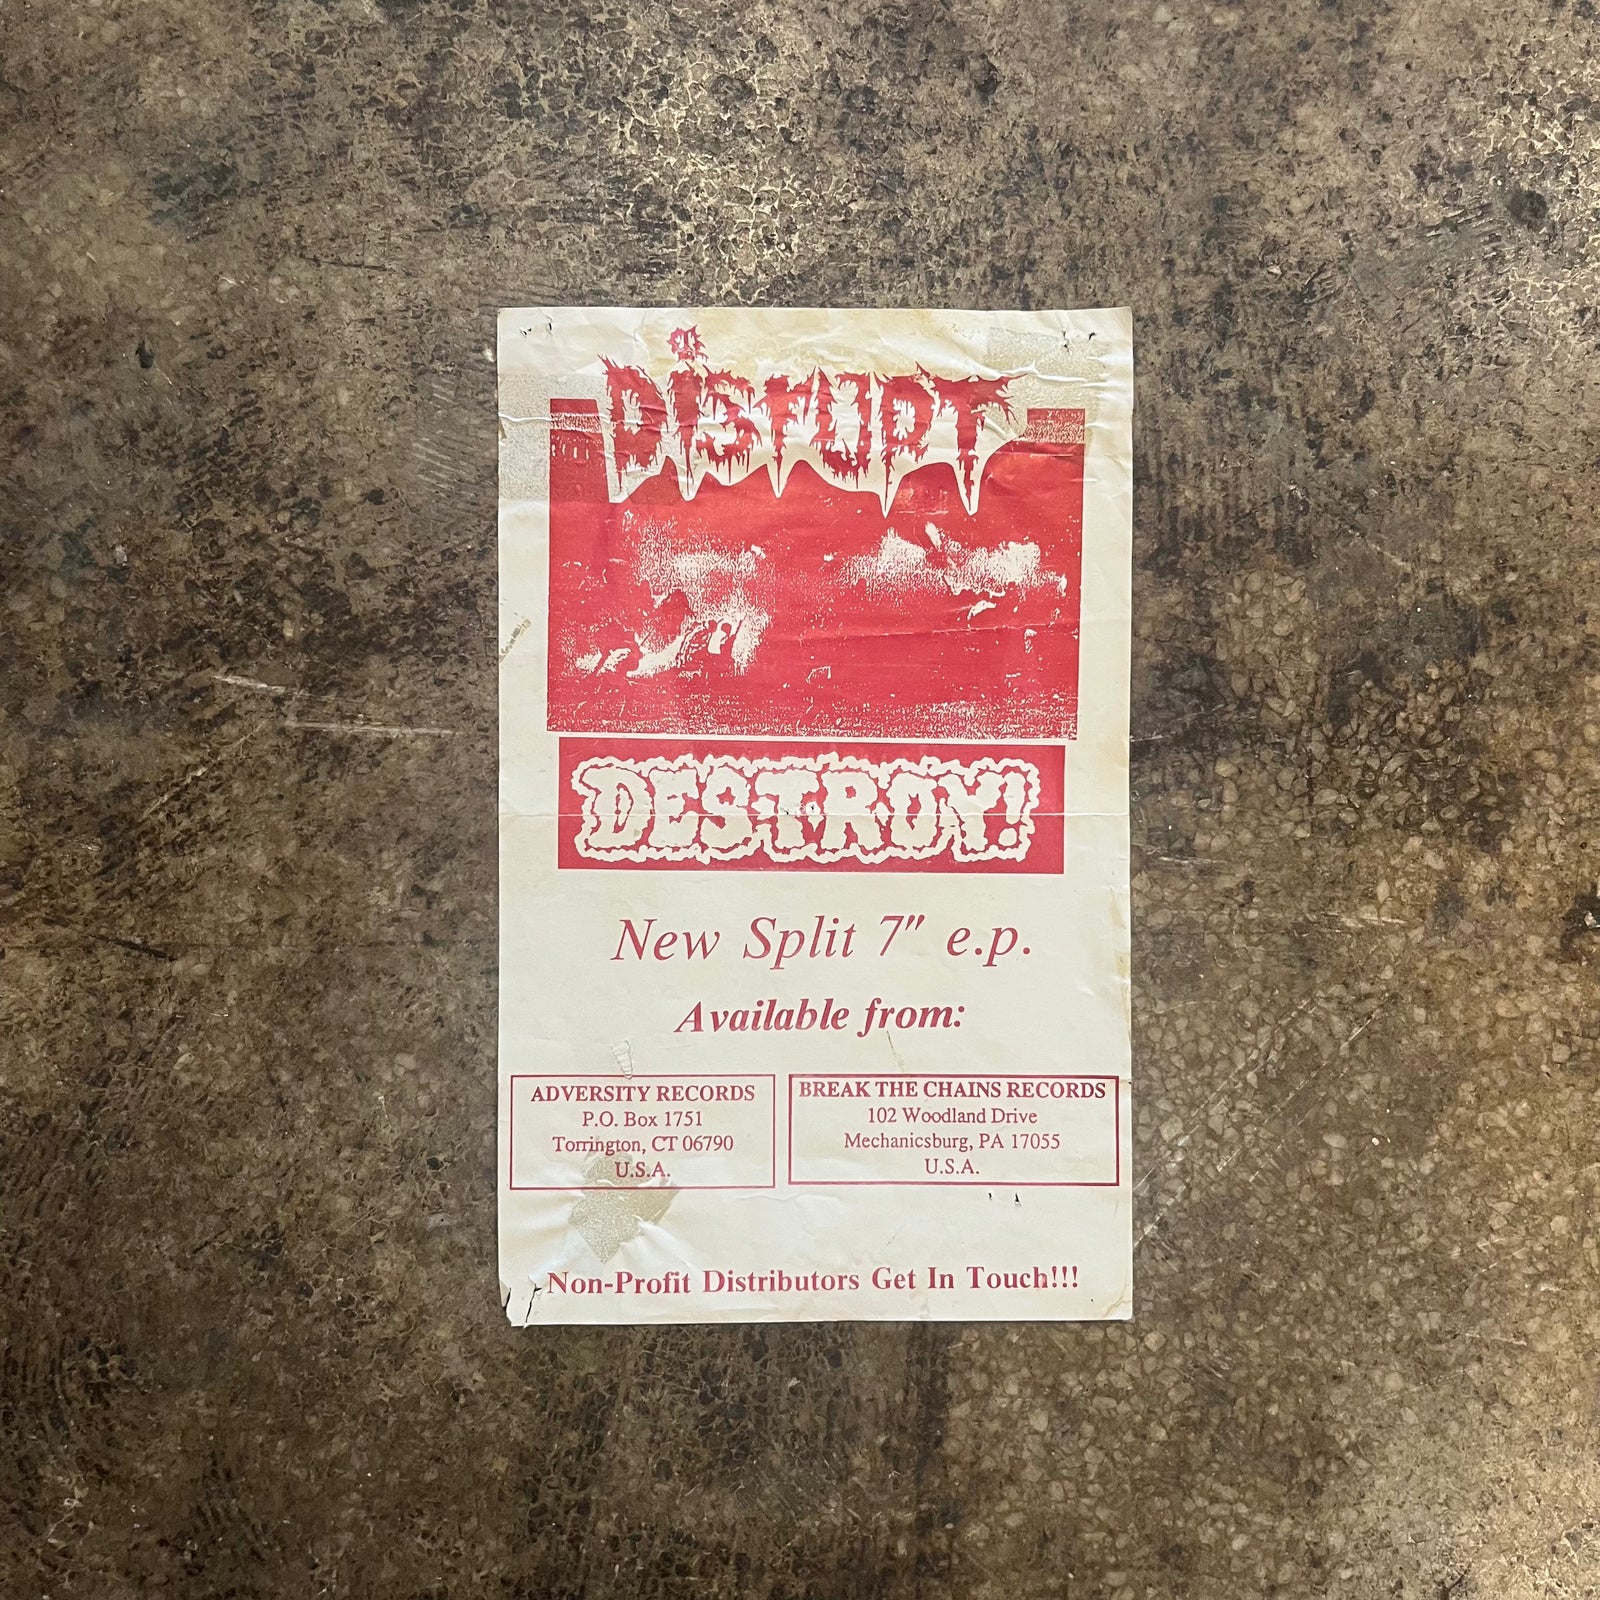 DISRUPT
DESTROY!
New Split 7" e.p.
Available from:
ADVERSITY RECORDS
P.O. Box 1751
Torrington, CT 06790
U.S.A.
BREAK THE CHAINS RECORDS
102 Woodland Drive
Mechanicsburg, PA 17055
U.S.A.
Non-Profit Distributors Get In Touch!!!